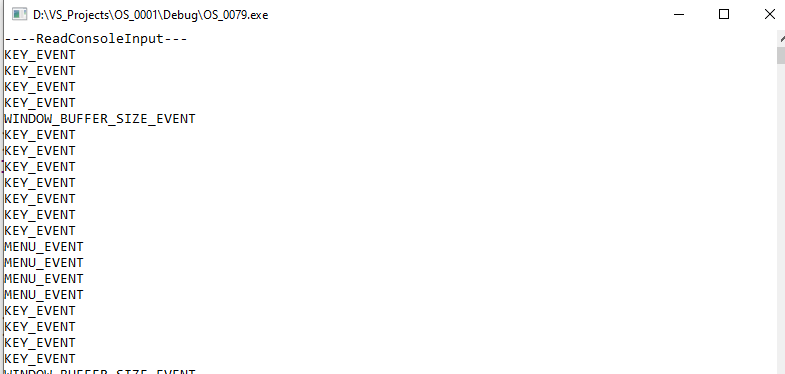 D:\VS_Projects\OS_0001\Debug\OS_0079.exe
----ReadConsoleInput---
KEY_EVENT
KEY_EVENT
KEY_EVENT
KEY_EVENT
WINDOW_BUFFER_SIZE_EVENT
KEY_EVENT
KEY_EVENT
KEY_EVENT
KEY_EVENT
KEY_EVENT
KEY_EVENT
KEY_EVENT
MENU_EVENT
MENU_EVENT
MENU_EVENT
MENU_EVENT
KEY_EVENT
KEY_EVENT
KEY_EVENT
KEY_EVENT
WINDOW_BUFFER_SIZE_EVENT